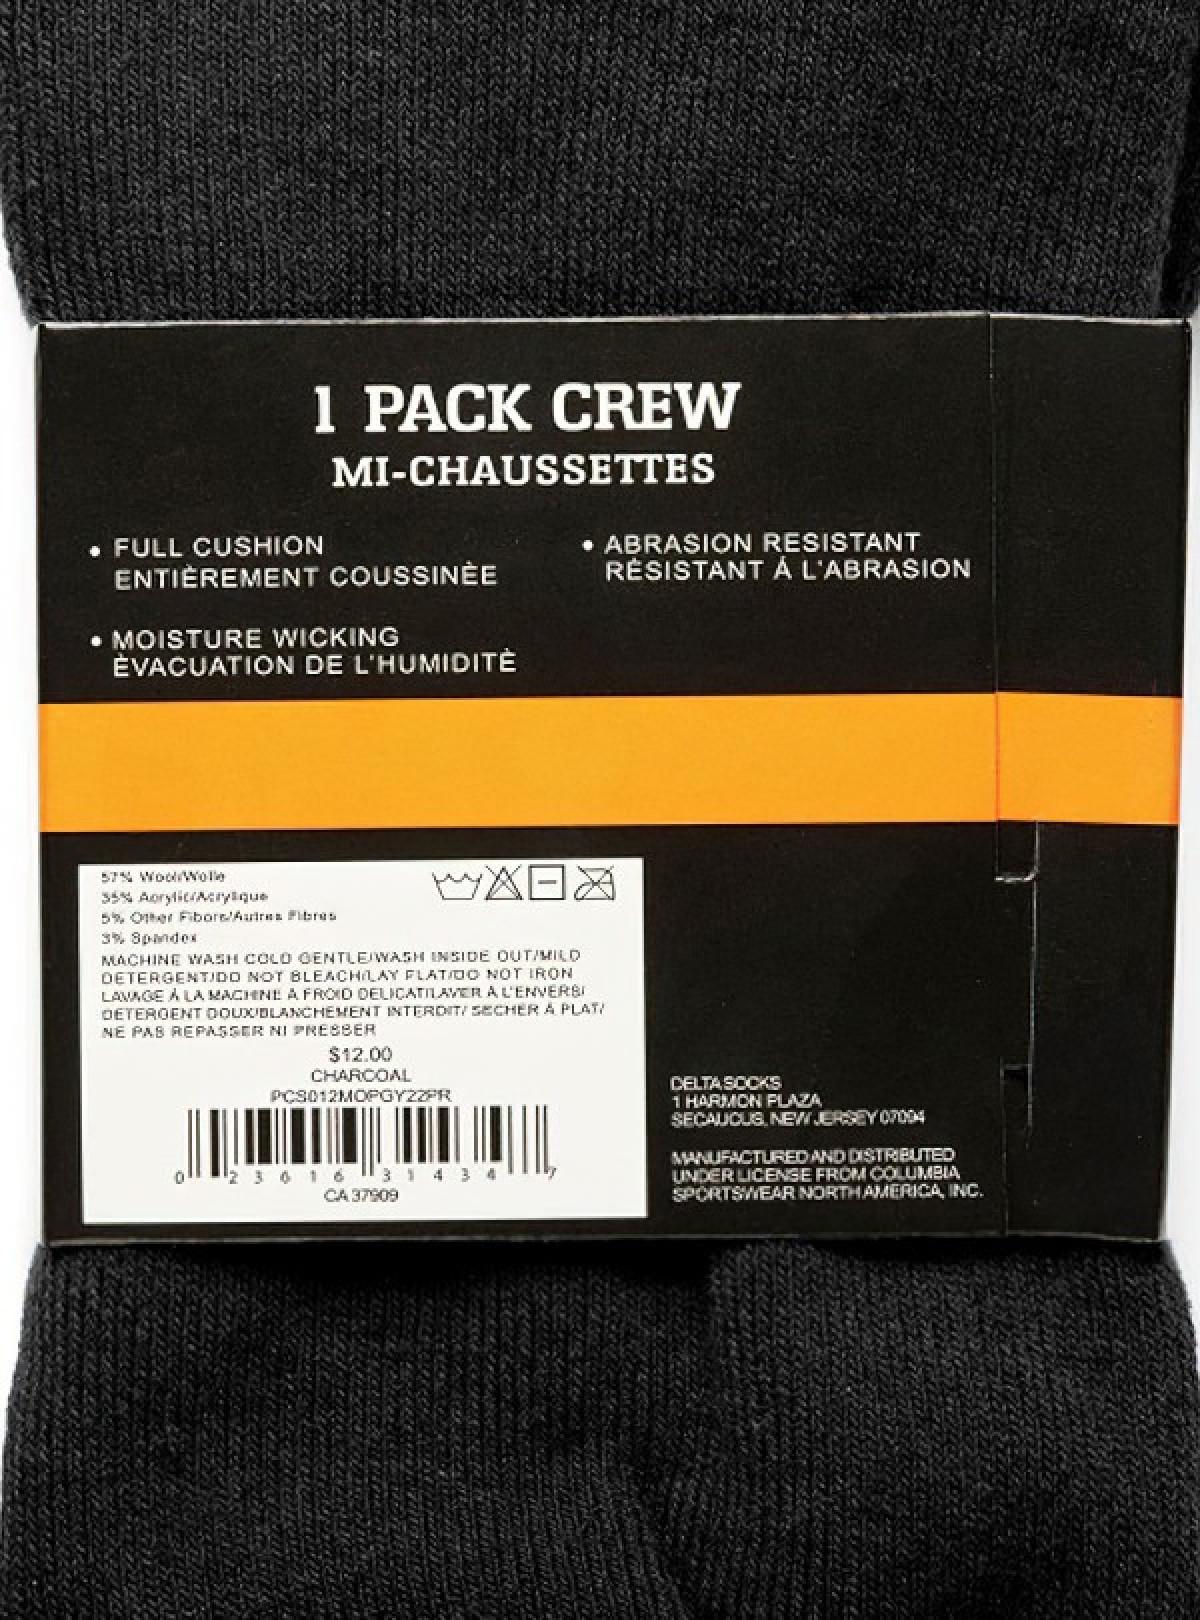 1 PACK CREW
MI-CHAUSSETTES
• FULL CUSHION
ENTIÈREMENT COUSSINÈE
• MOISTURE WICKING
ÈVACUATION DE L'HUMIDITÈ
• ABRASION RESISTANT
RÉSISTANT Á L'ABRASION
57% Wool/Wolle
35% Acrylic/Acrylique
5% Other Fibors/Autres Fibres
3% Spandex
MACHINE WASH COLD GENTLE/WASH INSIDE OUT/MILD
DETERGENT/DO NOT BLEACH/LAY FLAT/DO NOT IRON
LAVAGE Á LA MACHINE Á FROID DELICAT/LAVER Á L'ENVERS/
DETERGENT DOUX/BLANCHEMENT INTERDIT/ SECHER Á PLAT/
NE PAS REPASSER NI PRESSER
$12.00
CHARCOAL
PCS012MOPGY22PR
0 23616 31434 7
CA 37909
DELTA SOCKS
1 HARMON PLAZA
SECAUCUS, NEW JERSEY 07094
MANUFACTURED AND DISTRIBUTED
UNDER LICENSE FROM COLUMBIA
SPORTSWEAR NORTH AMERICA, INC.